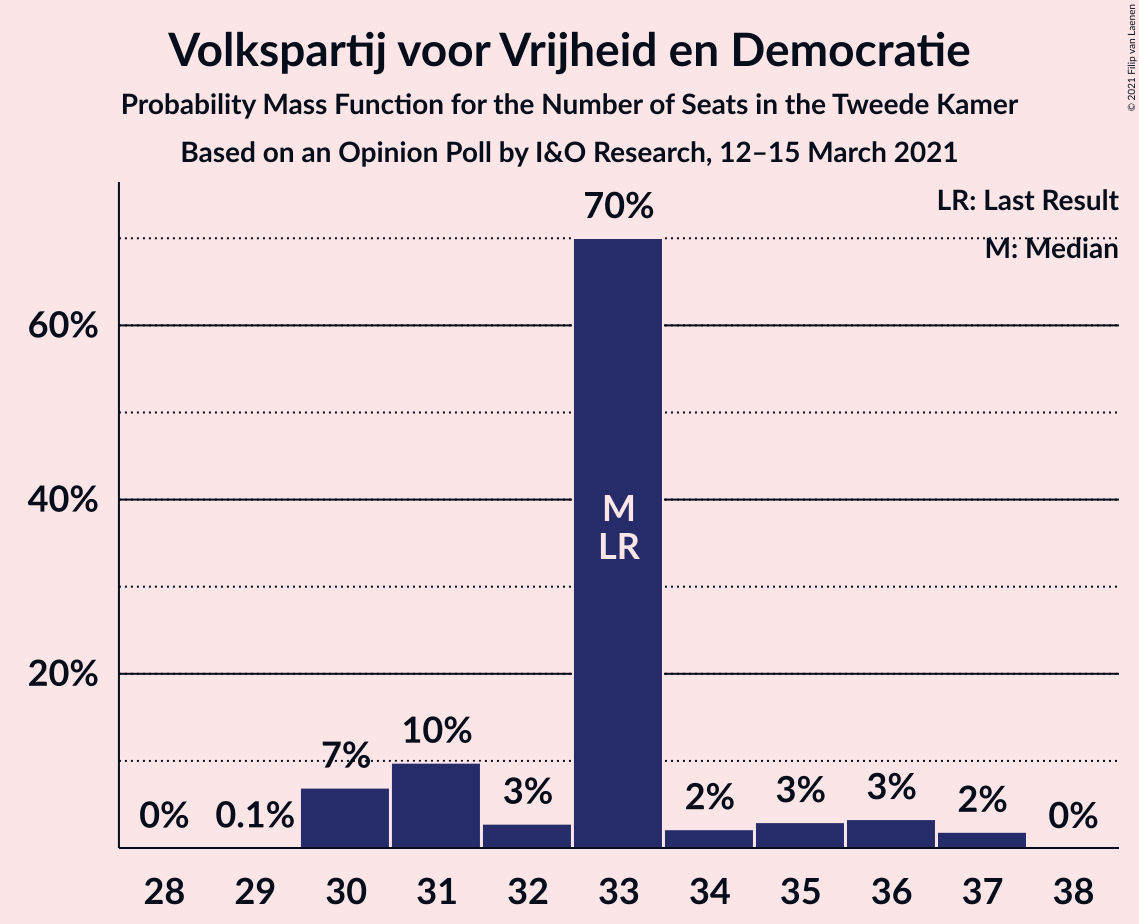 Volkspartij voor Vrijheid en Democratie
Probability Mass Function for the Number of Seats in the Tweede Kamer
Based on an Opinion Poll by I&O Research, 12–15 March 2021
© 2021 Filip van Laenen
LR: Last Result
M: Median
60%
40%
20%
0%
0.1%
7%
10%
3%
70%
2%
3%
3%
2%
0%
M
LR
28 29 30 31 32 33 34 35 36 37 38